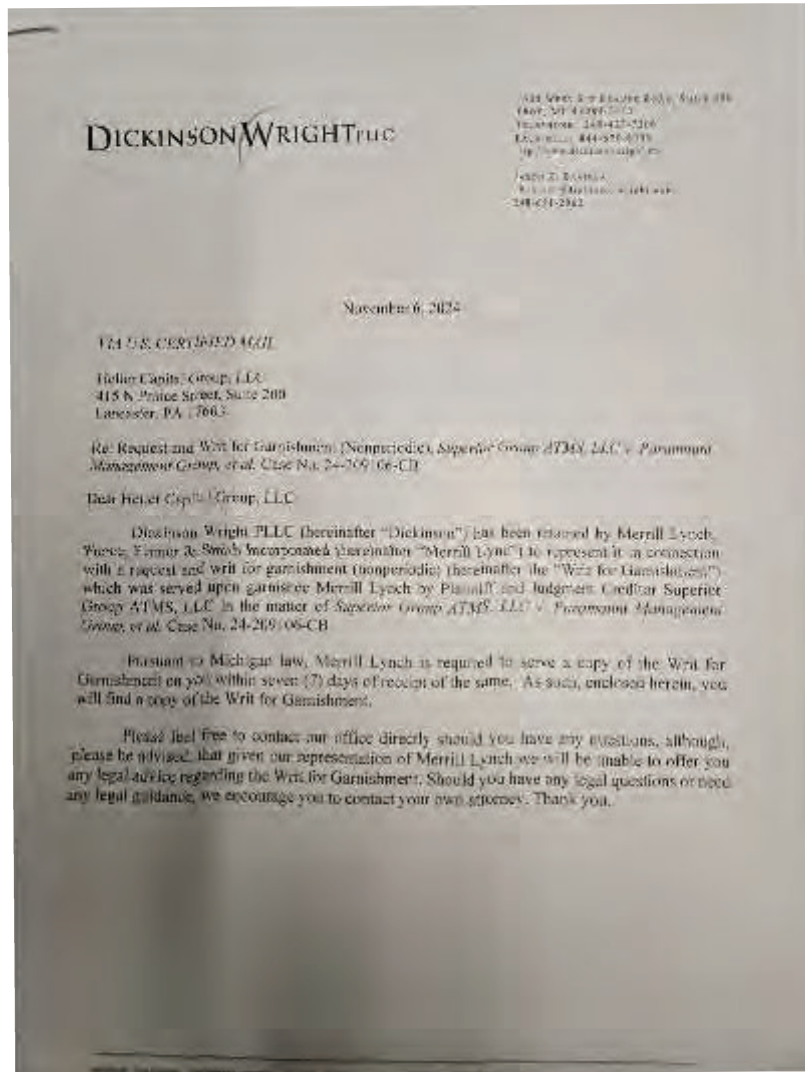 DICKINSON WRIGHT PLLC
November 6, 2024
VIA U.S. CERTIFIED MAIL
Capital Group, LLC
415 N Prince Street, Suite 200
Lancaster, PA
Re: Request and Writ for Garnishment (Nonperiodic), Superior Group ATMS, LLC v. Paramount
Management Group, et al. Case No. 24-209106-CB
Dear Capital Group, LLC
Dickinson Wright PLLC (hereinafter "Dickinson") has been retained by Merrill Lynch,
Pierce, Fenner & Smith Incorporated (hereinafter "Merrill Lync") to represent it in connection
with a request and writ for garnishment (nonperiodic) (hereinafter the "Writ for Garnishment")
which was served upon garnishee Merrill Lynch by Plaintiff and Judgment Creditor Superior
Group ATMS, LLC in the matter of Superior Group ATMS, LLC v. Paramount Management
Group, et al. Case No. 24-209106-CB
Pursuant to Michigan law, Merrill Lynch is required to serve a copy of the Writ for
Garnishment on you within seven (7) days of receipt of the same. As such, enclosed herein, you
will find a copy of the Writ for Garnishment.
Please feel free to contact our office directly should you have any questions, although,
please be advised, that given our representation of Merrill Lynch we will be unable to offer you
any legal advice regarding the Writ for Garnishment. Should you have any legal questions or need
any legal guidance, we encourage you to contact your own attorney. Thank you.